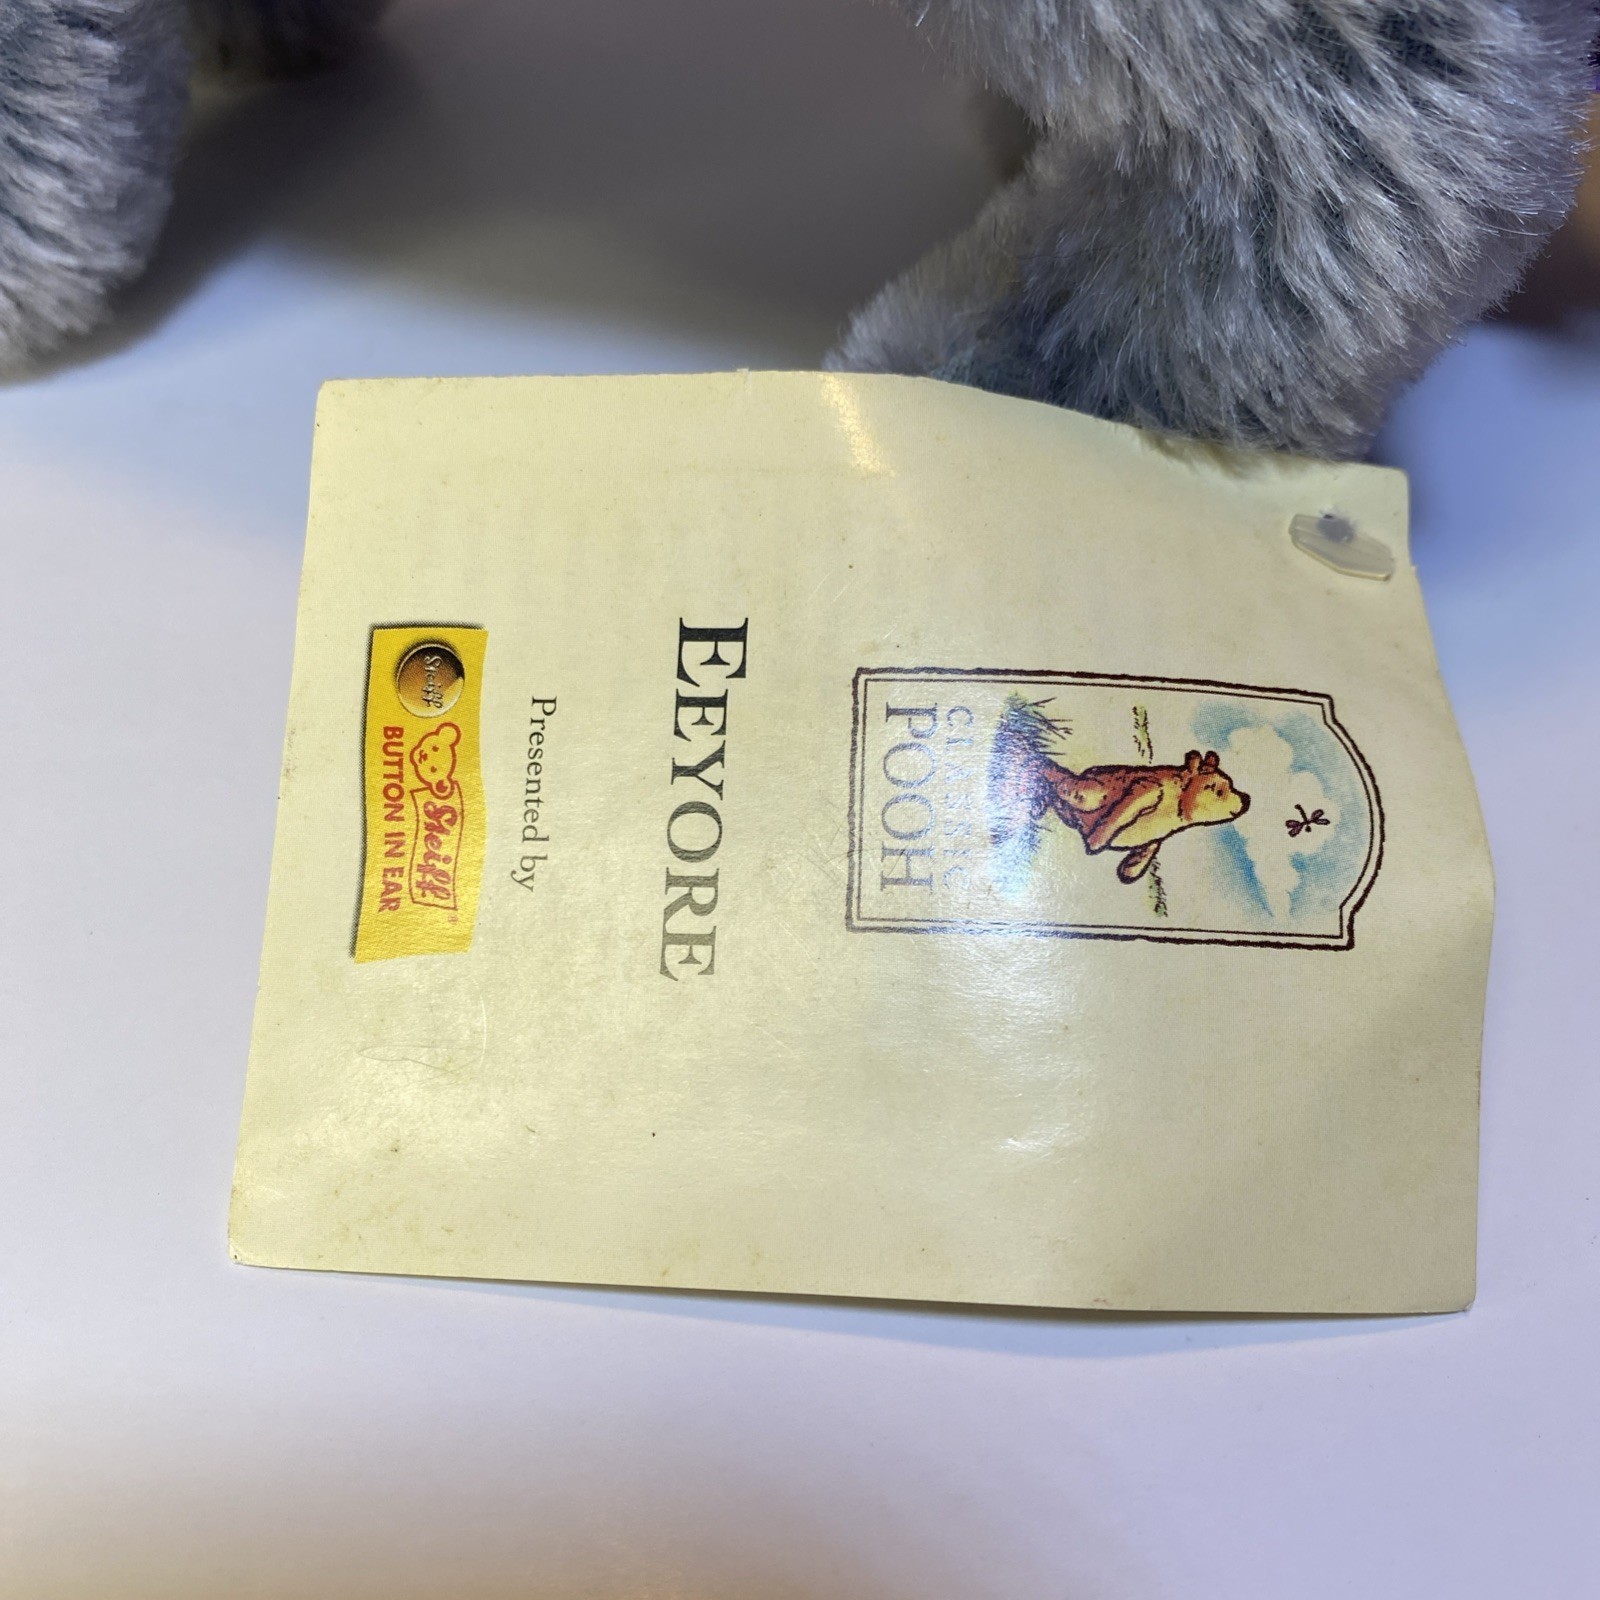 CLASSIC
POOH
EEYORE
Presented by
Steiff
Steiff®
BUTTON IN EAR